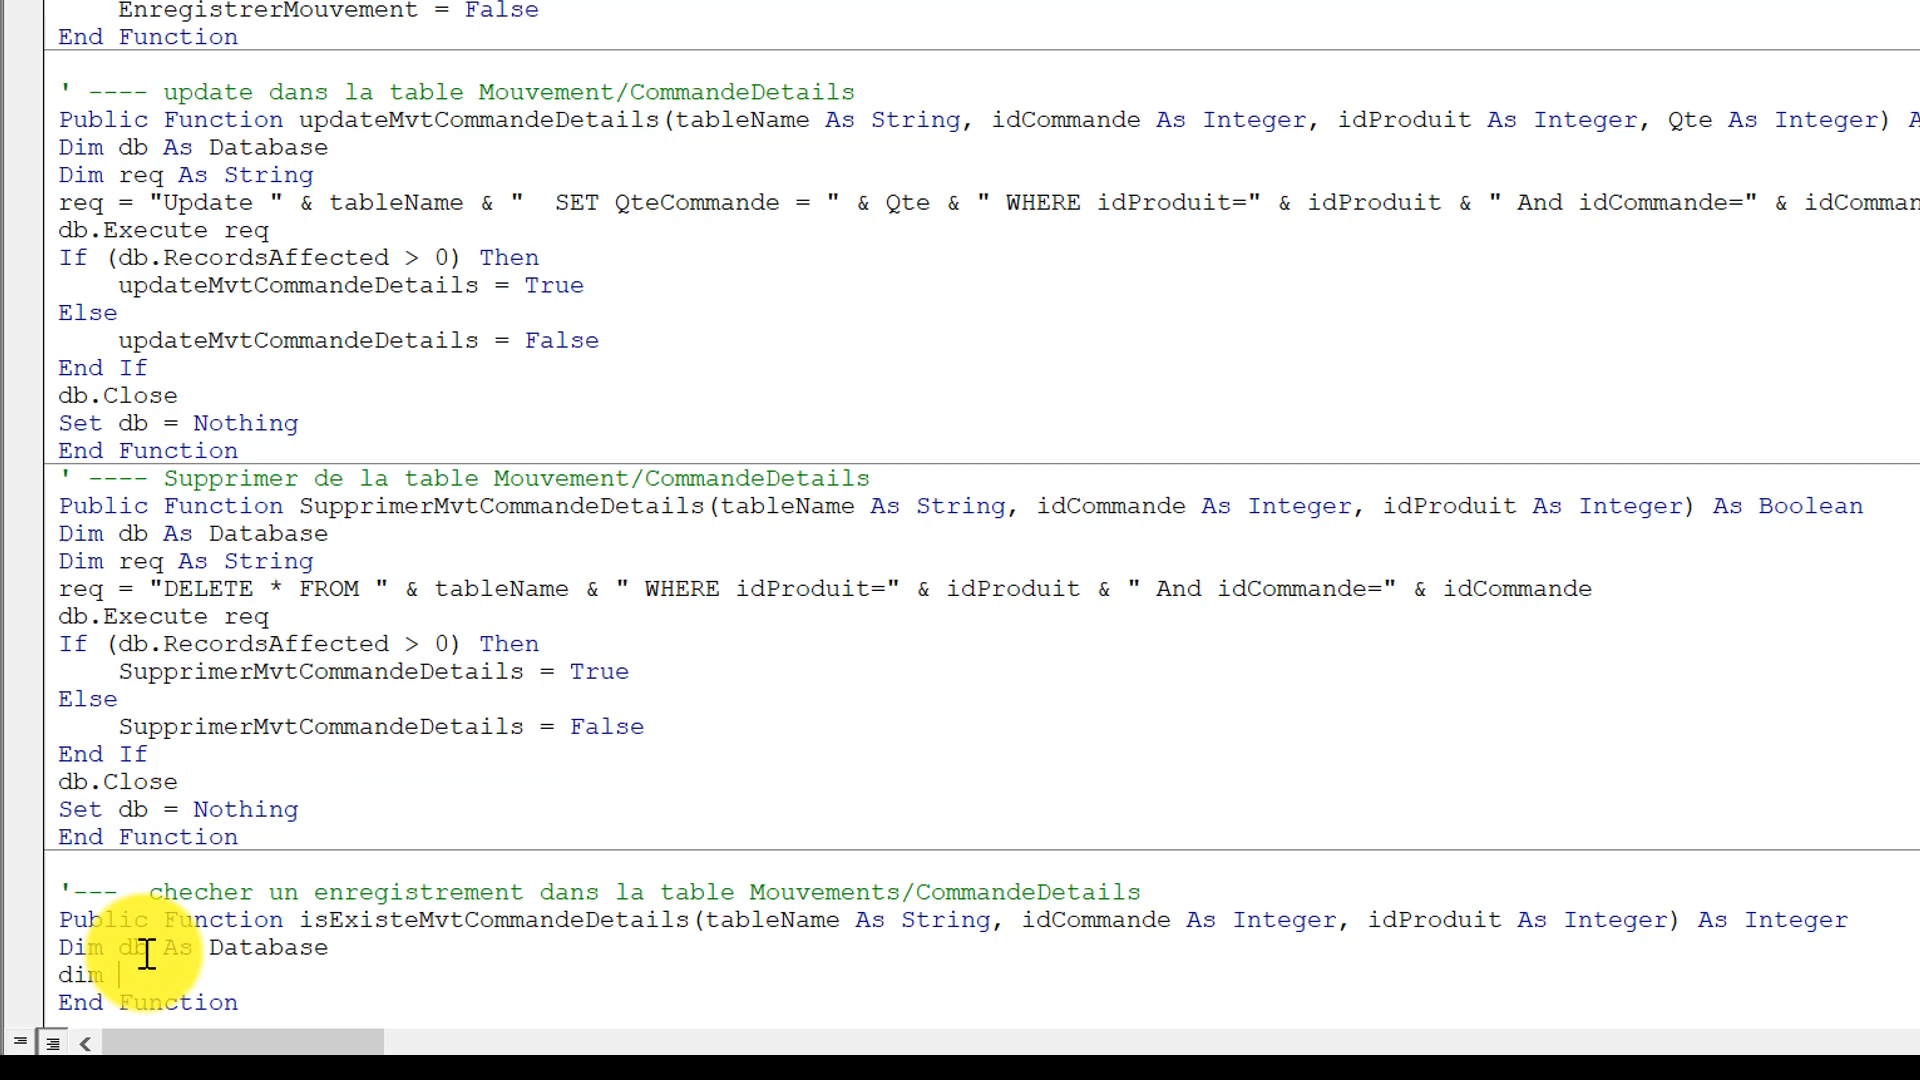 EnregistrerMouvement = False
End Function
' ---- update dans la table Mouvement/CommandeDetails
Public Function updateMvtCommandeDetails(tableName As String, idCommande As Integer, idProduit As Integer, Qte As Integer) A
Dim db As Database
Dim req As String
req = "Update " & tableName & "  SET QteCommande = " & Qte & " WHERE idProduit=" & idProduit & " And idCommande=" & idComman
db.Execute req
If (db.RecordsAffected > 0) Then
updateMvtCommandeDetails = True
Else
updateMvtCommandeDetails = False
End If
db.Close
Set db = Nothing
End Function
' ---- Supprimer de la table Mouvement/CommandeDetails
Public Function SupprimerMvtCommandeDetails(tableName As String, idCommande As Integer, idProduit As Integer) As Boolean
Dim db As Database
Dim req As String
req = "DELETE * FROM " & tableName & " WHERE idProduit=" & idProduit & " And idCommande=" & idCommande
db.Execute req
If (db.RecordsAffected > 0) Then
SupprimerMvtCommandeDetails = True
Else
SupprimerMvtCommandeDetails = False
End If
db.Close
Set db = Nothing
End Function
'---  checher un enregistrement dans la table Mouvements/CommandeDetails
Public Function isExisteMvtCommandeDetails(tableName As String, idCommande As Integer, idProduit As Integer) As Integer
Dim db As Database
dim
End Function